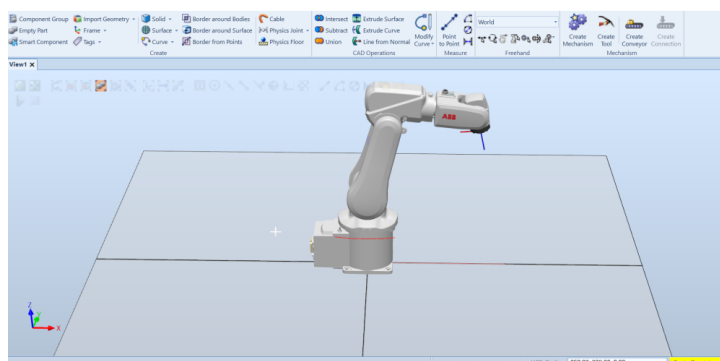 Component Group Import Geometry Solid Border around Bodies Cable Intersect Extrude Surface World
Empty Part Frame Surface Border around Surface Physics Joint Subtract Extrude Curve Modify Curve Point to Point Create Mechanism Create Tool Create Conveyor Create Connection
Smart Component Tags Curve Border from Points Physics Floor Union Line from Normal
Create CAD Operations Measure Freehand Mechanism
View1 X
ABB
Z
Y
X